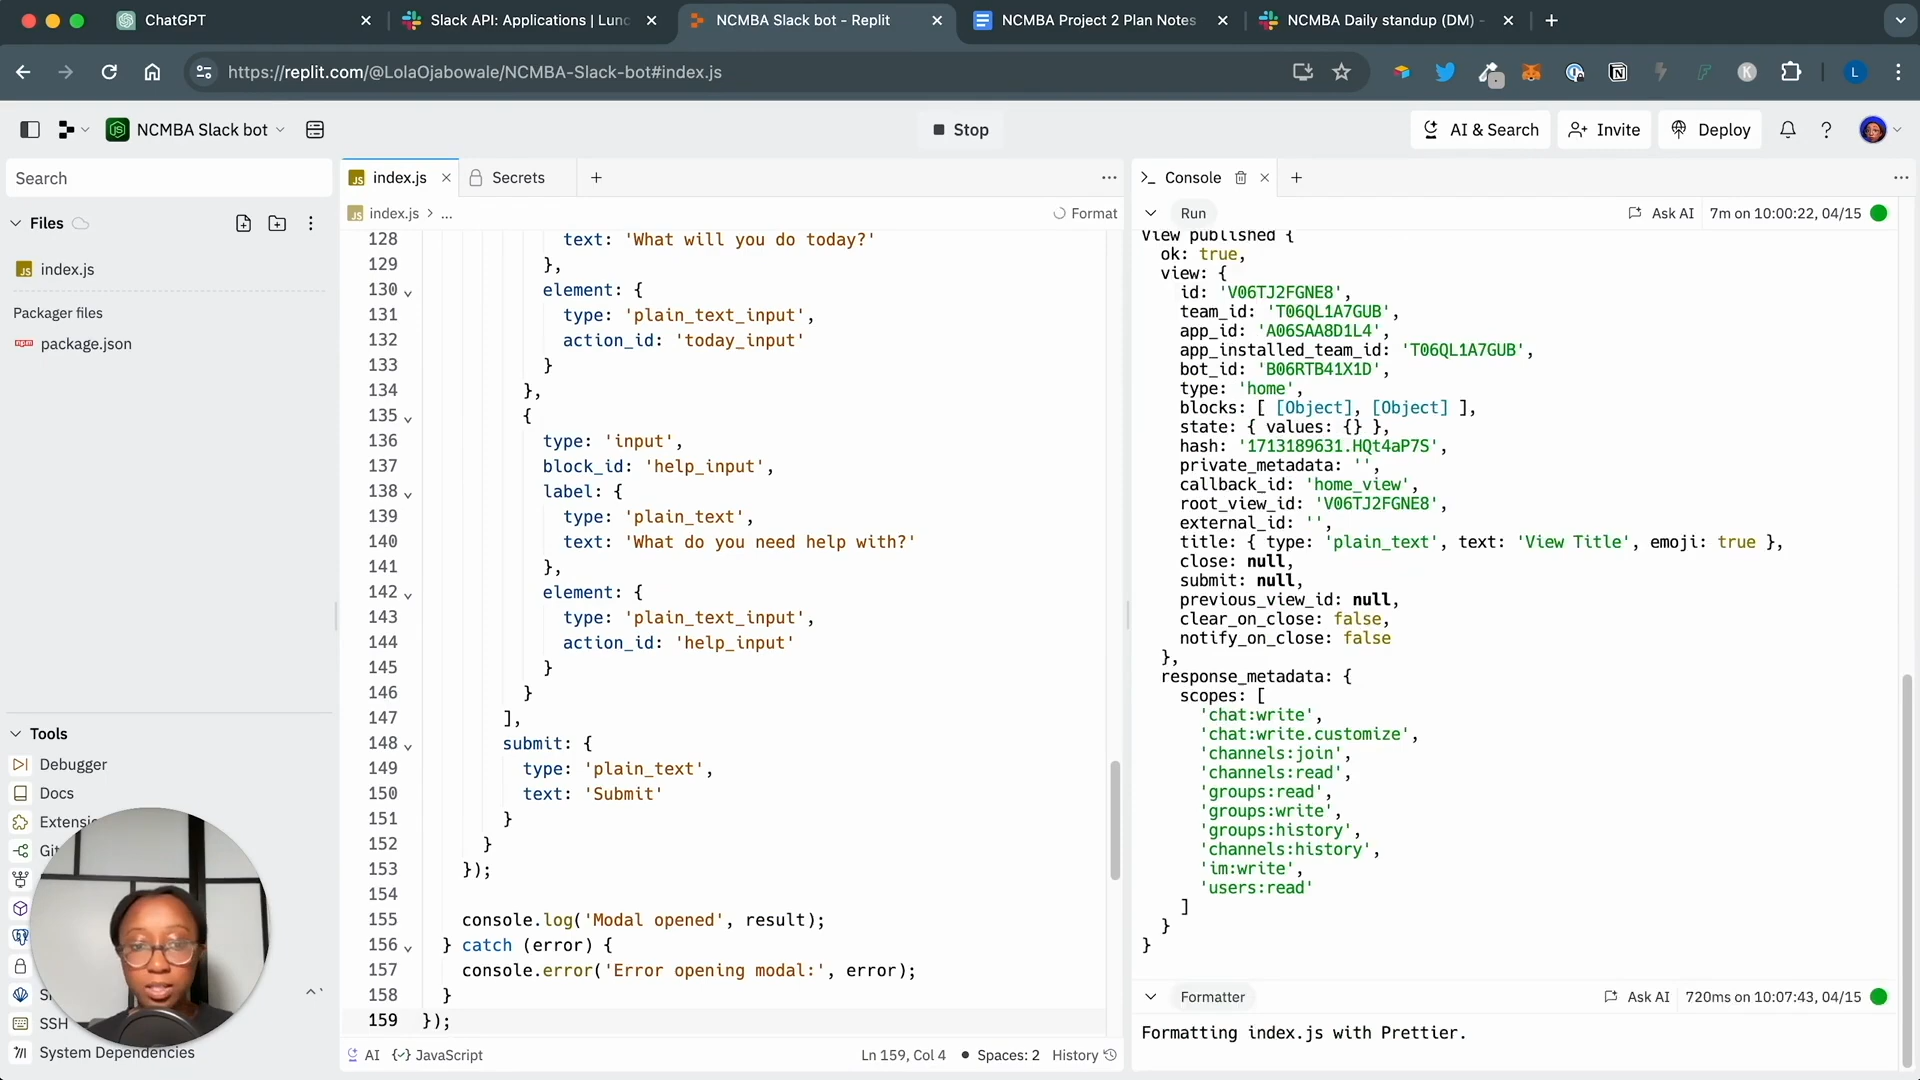 ChatGPT
Slack API: Applications | Lunc
NCMBA Slack bot - Replit
NCMBA Project 2 Plan Notes
NCMBA Daily standup (DM) -
https://replit.com/@LolaOjabowale/NCMBA-Slack-bot#index.js
L
NCMBA Slack bot
Stop
AI & Search
Invite
Deploy
Search
Files
index.js
Packager files
package.json
Tools
Debugger
Docs
Extensio
Git
SSH
System Dependencies
index.js
Secrets
index.js > ...
Format
128 text: 'What will you do today?'
129 },
130 element: {
131 type: 'plain_text_input',
132 action_id: 'today_input'
133 }
134 },
135 {
136 type: 'input',
137 block_id: 'help_input',
138 label: {
139 type: 'plain_text',
140 text: 'What do you need help with?'
141 },
142 element: {
143 type: 'plain_text_input',
144 action_id: 'help_input'
145 }
146 }
147 ],
148 submit: {
149 type: 'plain_text',
150 text: 'Submit'
151 }
152 }
153 });
154
155 console.log('Modal opened', result);
156 } catch (error) {
157 console.error('Error opening modal:', error);
158 }
159 });
AI
JavaScript
Ln 159, Col 4
Spaces: 2
History
Console
Run
Ask AI
7m on 10:00:22, 04/15
View published {
ok: true,
view: {
id: 'V06TJ2FGNE8',
team_id: 'T06QL1A7GUB',
app_id: 'A06SAA8D1L4',
app_installed_team_id: 'T06QL1A7GUB',
bot_id: 'B06RTB41X1D',
type: 'home',
blocks: [ [Object], [Object] ],
state: { values: {} },
hash: '1713189631.HQt4aP7S',
private_metadata: '',
callback_id: 'home_view',
root_view_id: 'V06TJ2FGNE8',
external_id: '',
title: { type: 'plain_text', text: 'View Title', emoji: true },
close: null,
submit: null,
previous_view_id: null,
clear_on_close: false,
notify_on_close: false
},
response_metadata: {
scopes: [
'chat:write',
'chat:write.customize',
'channels:join',
'channels:read',
'groups:read',
'groups:write',
'groups:history',
'channels:history',
'im:write',
'users:read'
]
}
}
Formatter
Ask AI
720ms on 10:07:43, 04/15
Formatting index.js with Prettier.